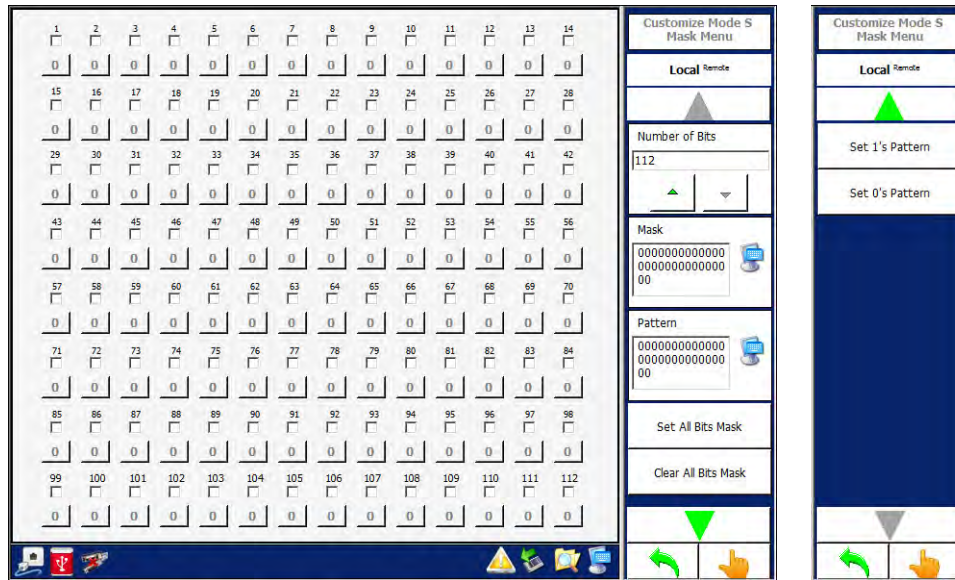 1 2 3 4 5 6 7 8 9 10 11 12 13 14
0 0 0 0 0 0 0 0 0 0 0 0 0 0
15 16 17 18 19 20 21 22 23 24 25 26 27 28
0 0 0 0 0 0 0 0 0 0 0 0 0 0
29 30 31 32 33 34 35 36 37 38 39 40 41 42
0 0 0 0 0 0 0 0 0 0 0 0 0 0
43 44 45 46 47 48 49 50 51 52 53 54 55 56
0 0 0 0 0 0 0 0 0 0 0 0 0 0
57 58 59 60 61 62 63 64 65 66 67 68 69 70
0 0 0 0 0 0 0 0 0 0 0 0 0 0
71 72 73 74 75 76 77 78 79 80 81 82 83 84
0 0 0 0 0 0 0 0 0 0 0 0 0 0
85 86 87 88 89 90 91 92 93 94 95 96 97 98
0 0 0 0 0 0 0 0 0 0 0 0 0 0
99 100 101 102 103 104 105 106 107 108 109 110 111 112
0 0 0 0 0 0 0 0 0 0 0 0 0 0
Customize Mode S
Mask Menu
Local Remote
Number of Bits
112
Mask
0000000000000
0000000000000
00
Pattern
0000000000000
0000000000000
00
Set All Bits Mask
Clear All Bits Mask
Customize Mode S
Mask Menu
Local Remote
Set 1's Pattern
Set 0's Pattern